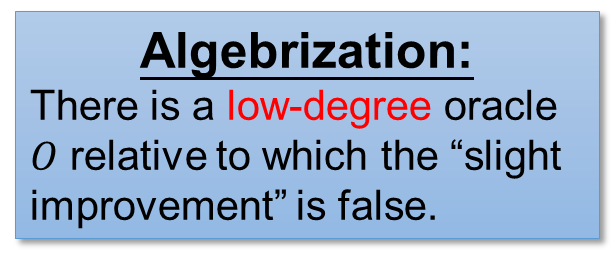 Algebrization:
There is a low-degree oracle
O relative to which the “slight
improvement” is false.